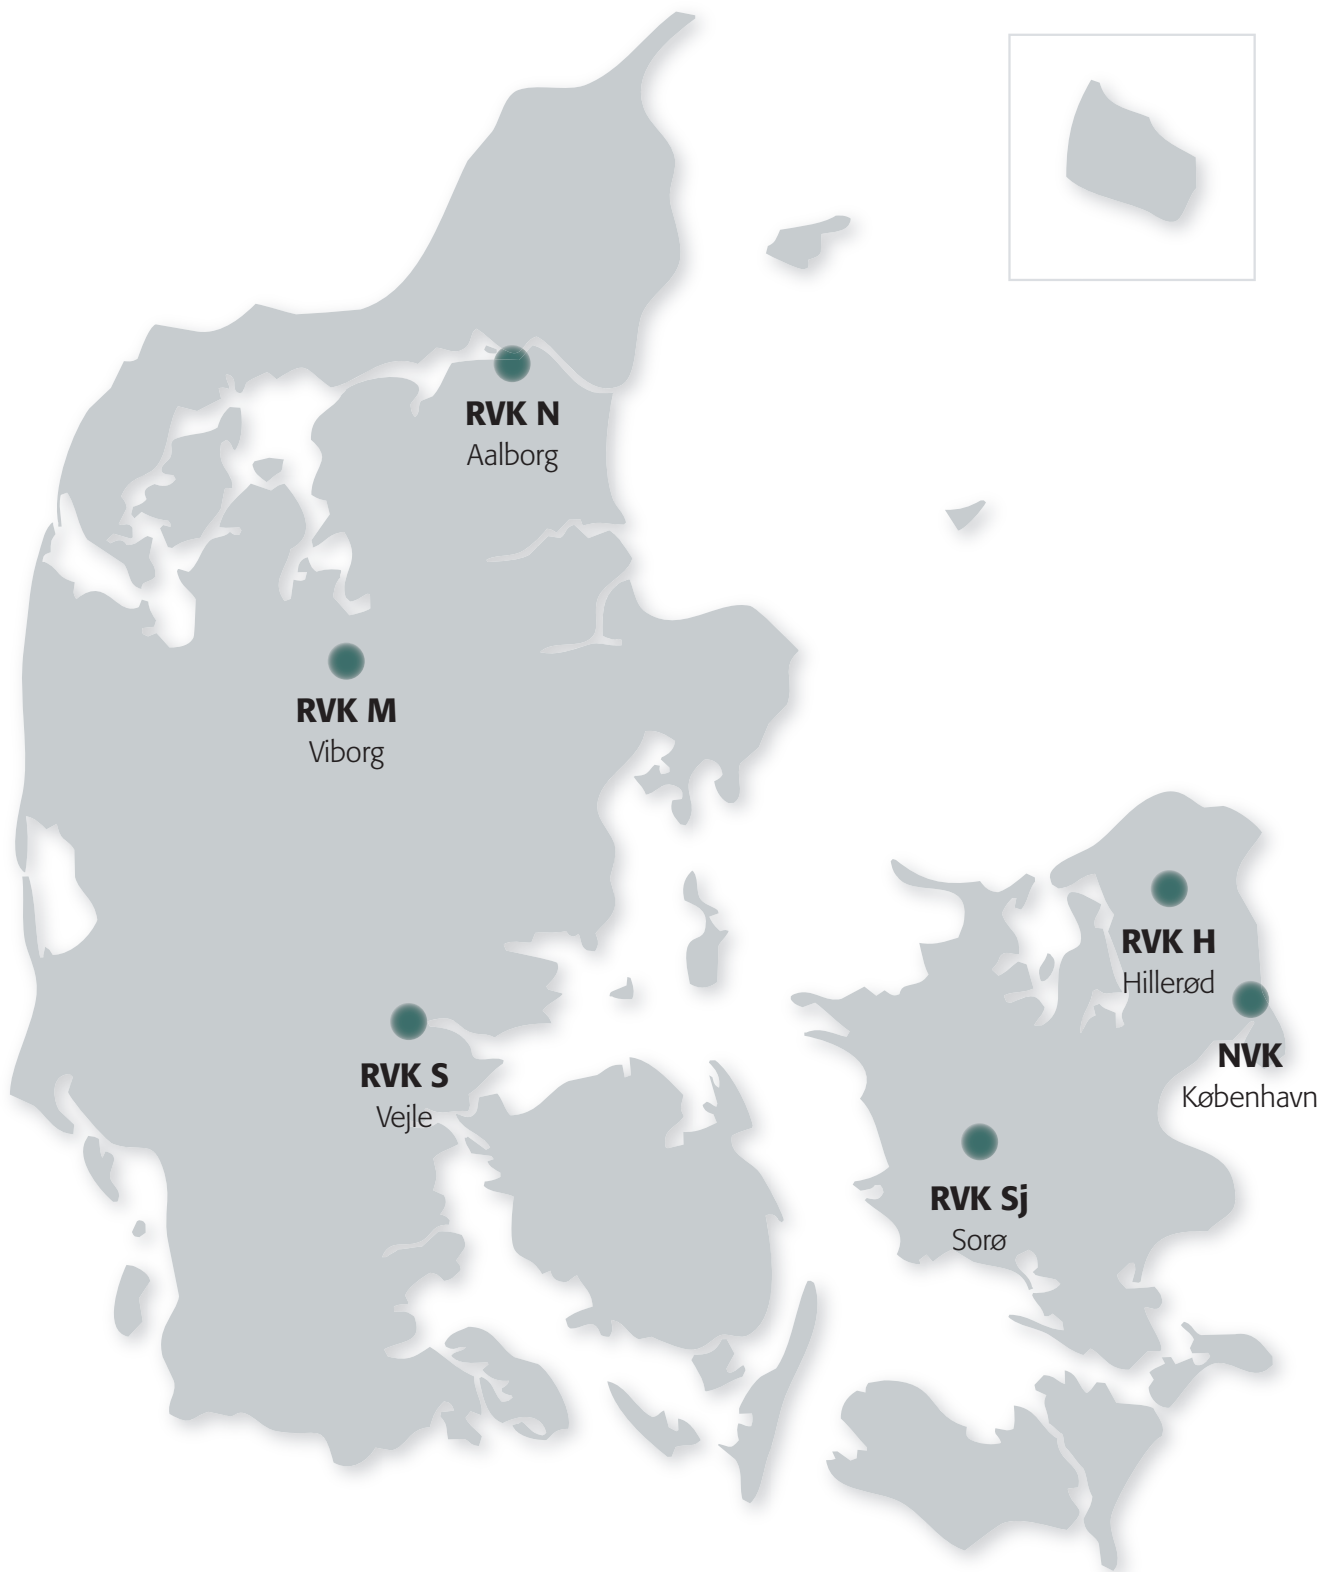 RVK N
Aalborg
RVK M
Viborg
RVK H
Hillerød
NVK
København
RVK S
Vejle
RVK Sj
Sorø